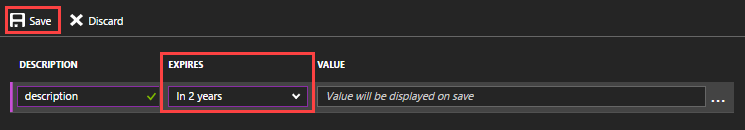 Save Discard
DESCRIPTION EXPIRES VALUE
description In 2 years Value will be displayed on save ...